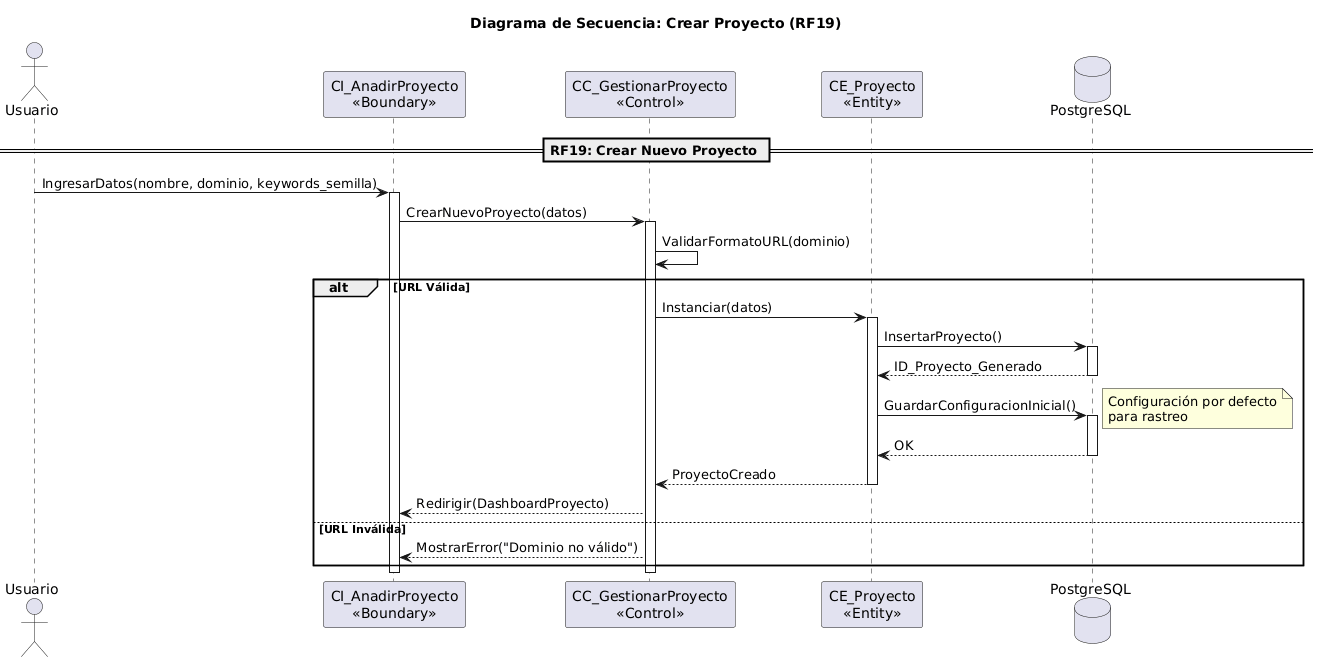 Diagrama de Secuencia: Crear Proyecto (RF19)
Usuario
CI_AnadirProyecto
«Boundary»
CC_GestionarProyecto
«Control»
CE_Proyecto
«Entity»
PostgreSQL
RF19: Crear Nuevo Proyecto
IngresarDatos(nombre, dominio, keywords_semilla)
CrearNuevoProyecto(datos)
ValidarFormatoURL(dominio)
alt
[URL Válida]
Instanciar(datos)
InsertarProyecto()
ID_Proyecto_Generado
GuardarConfiguracionInicial()
Configuración por defecto
para rastreo
OK
ProyectoCreado
Redirigir(DashboardProyecto)
[URL Inválida]
MostrarError("Dominio no válido")
Usuario
CI_AnadirProyecto
«Boundary»
CC_GestionarProyecto
«Control»
CE_Proyecto
«Entity»
PostgreSQL